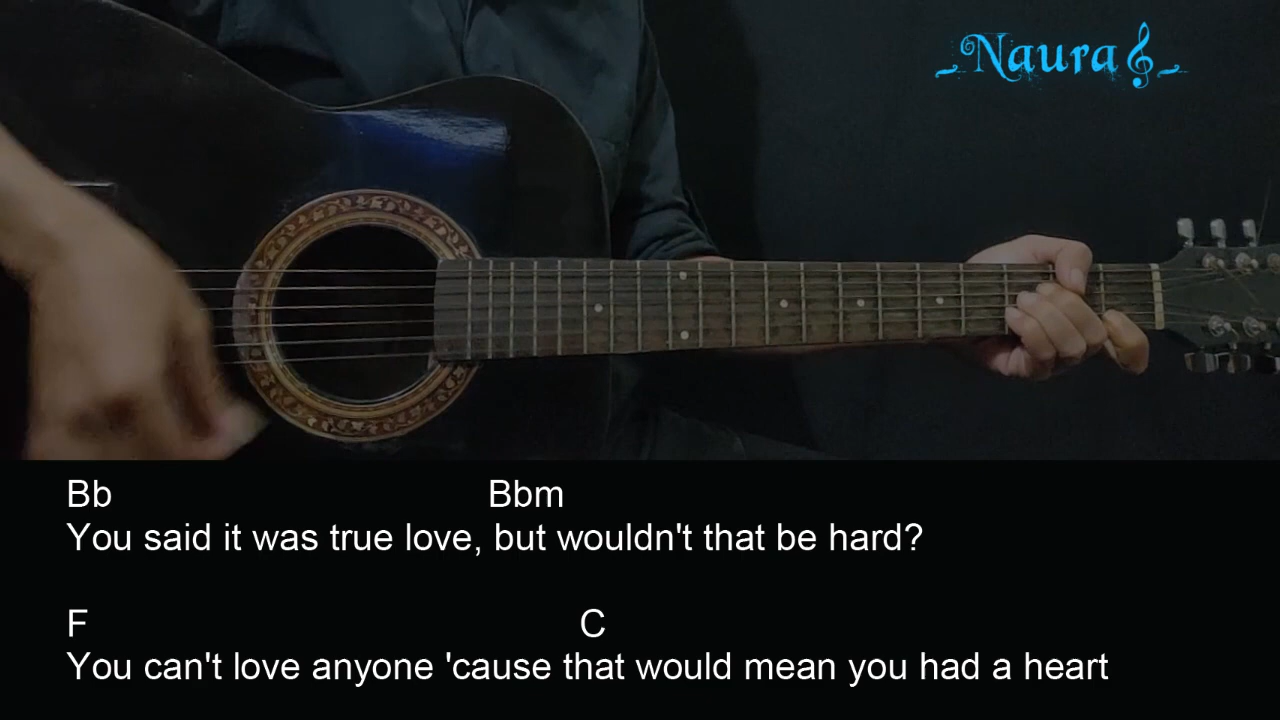 Naura
Bb Bbm
You said it was true love, but wouldn't that be hard?
F C
You can't love anyone 'cause that would mean you had a heart